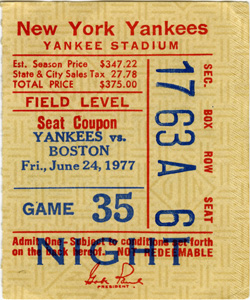 New York Yankees
YANKEE STADIUM
Est. Season Price $347.22
State & City Sales Tax 27.78
TOTAL PRICE $375.00
FIELD LEVEL
Seat Coupon
YANKEES vs.
BOSTON
Fri., June 24, 1977
GAME 35
NIGHT
Admit One. Subject to conditions set forth
on the back hereof. NOT REDEEMABLE
PRESIDENT
SEC. BOX ROW SEAT
17 63 A 6